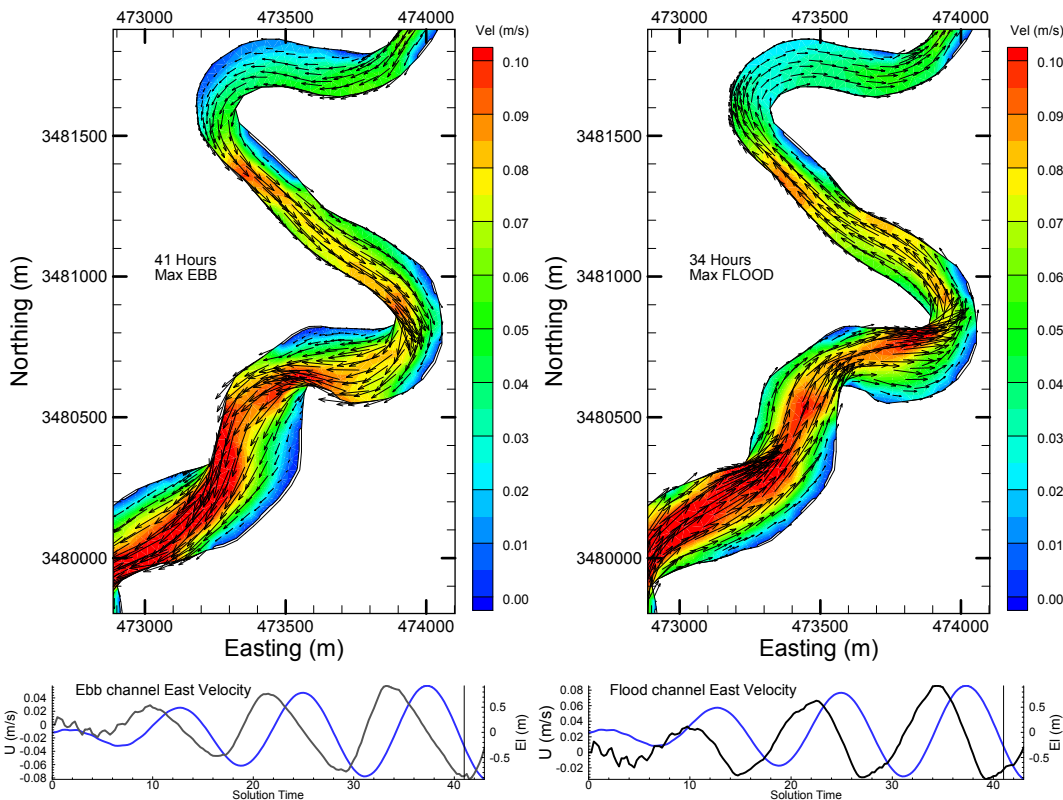 473000 473500 474000
Vel (m/s)
0.10
0.09
0.08
0.07
0.06
0.05
0.04
0.03
0.02
0.01
0.00
3481500
3481000
3480500
3480000
Northing (m)
41 Hours
Max EBB
473000 473500 474000
Easting (m)
473000 473500 474000
Vel (m/s)
0.10
0.09
0.08
0.07
0.06
0.05
0.04
0.03
0.02
0.01
0.00
3481500
3481000
3480500
3480000
Northing (m)
34 Hours
Max FLOOD
473000 473500 474000
Easting (m)
Ebb channel East Velocity
U (m/s)
0.04
0.02
0
-0.02
-0.04
-0.06
-0.08
0 10 20 30 40
Solution Time
0.5
0
-0.5
El (m)
Flood channel East Velocity
U (m/s)
0.08
0.06
0.04
0.02
0
-0.02
0 10 20 30 40
Solution Time
0.5
0
-0.5
El (m)